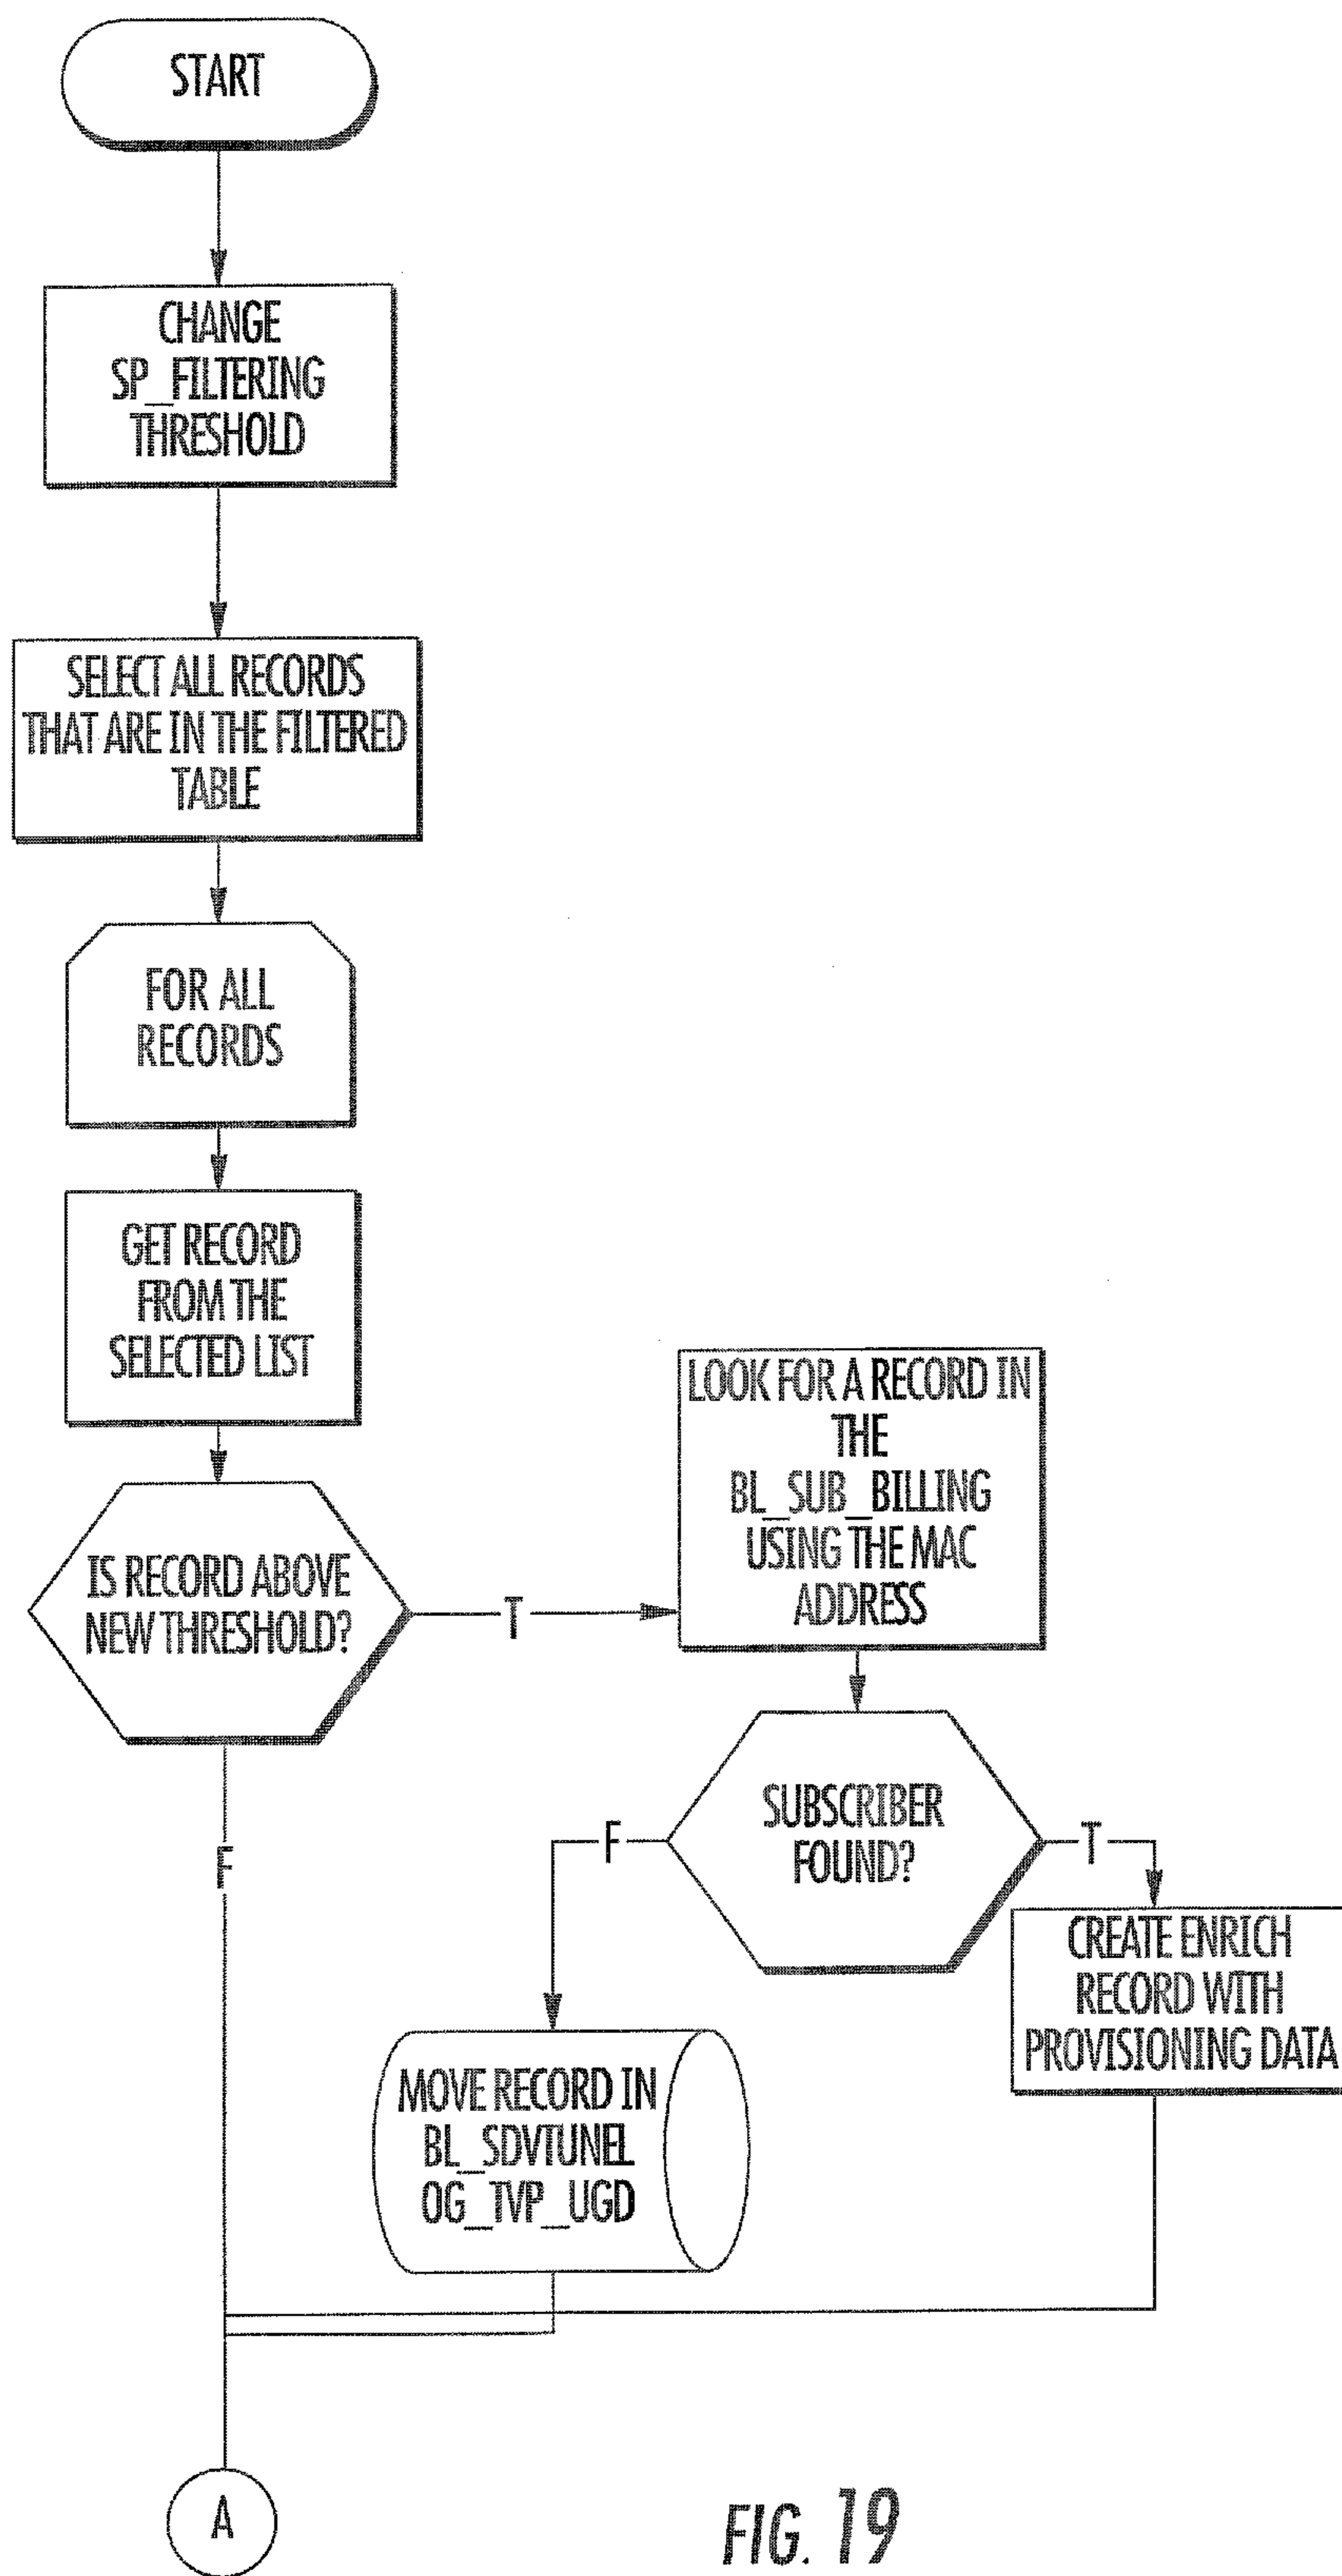 START
CHANGE
SP_FILTERING
THRESHOLD
SELECT ALL RECORDS
THAT ARE IN THE FILTERED
TABLE
FOR ALL
RECORDS
GET RECORD
FROM THE
SELECTED LIST
IS RECORD ABOVE
NEW THRESHOLD?
T
F
LOOK FOR A RECORD IN
THE
BL_SUB_BILLING
USING THE MAC
ADDRESS
SUBSCRIBER
FOUND?
F
T
MOVE RECORD IN
BL_SDVTUNEL
OG_TVP_UGD
CREATE ENRICH
RECORD WITH
PROVISIONING DATA
A
FIG. 19